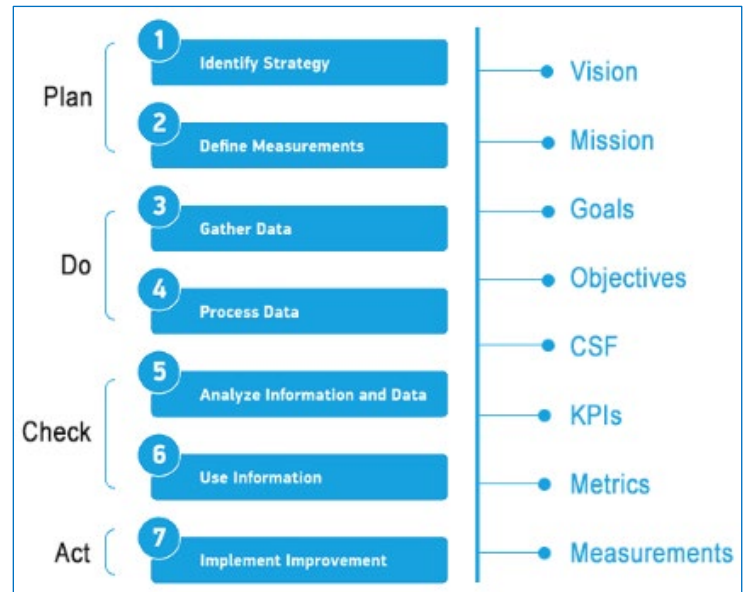 Plan
1
Identify Strategy
2
Define Measurements
Do
3
Gather Data
4
Process Data
Check
5
Analyze Information and Data
6
Use Information
Act
7
Implement Improvement
Vision
Mission
Goals
Objectives
CSF
KPIs
Metrics
Measurements